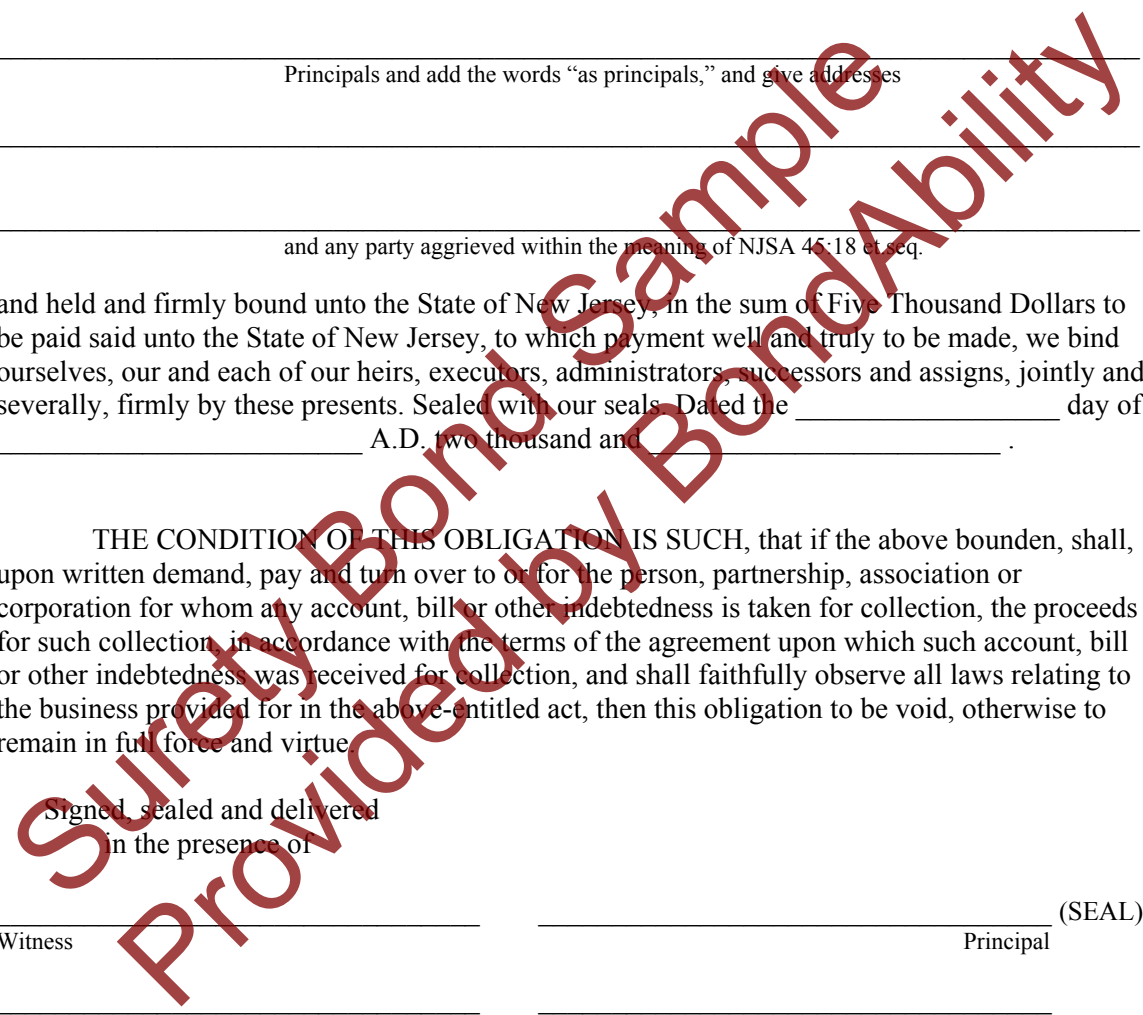 Principals and add the words “as principals,” and give addresses
and any party aggrieved within the meaning of NJSA 45:18 et.seq.
and held and firmly bound unto the State of New Jersey, in the sum of Five Thousand Dollars to
be paid said unto the State of New Jersey, to which payment well and truly to be made, we bind
ourselves, our and each of our heirs, executors, administrators, successors and assigns, jointly and
severally, firmly by these presents. Sealed with our seals. Dated the ____________________ day of
____________________________ A.D. two thousand and ___________________________ .
THE CONDITION OF THIS OBLIGATION IS SUCH, that if the above bounden, shall,
upon written demand, pay and turn over to or for the person, partnership, association or
corporation for whom any account, bill or other indebtedness is taken for collection, the proceeds
for such collection, in accordance with the terms of the agreement upon which such account, bill
or other indebtedness was received for collection, and shall faithfully observe all laws relating to
the business provided for in the above-entitled act, then this obligation to be void, otherwise to
remain in full force and virtue.
Signed, sealed and delivered
in the presence of
(SEAL)
Witness Principal
Surety Bond Sample
Provided by BondAbility